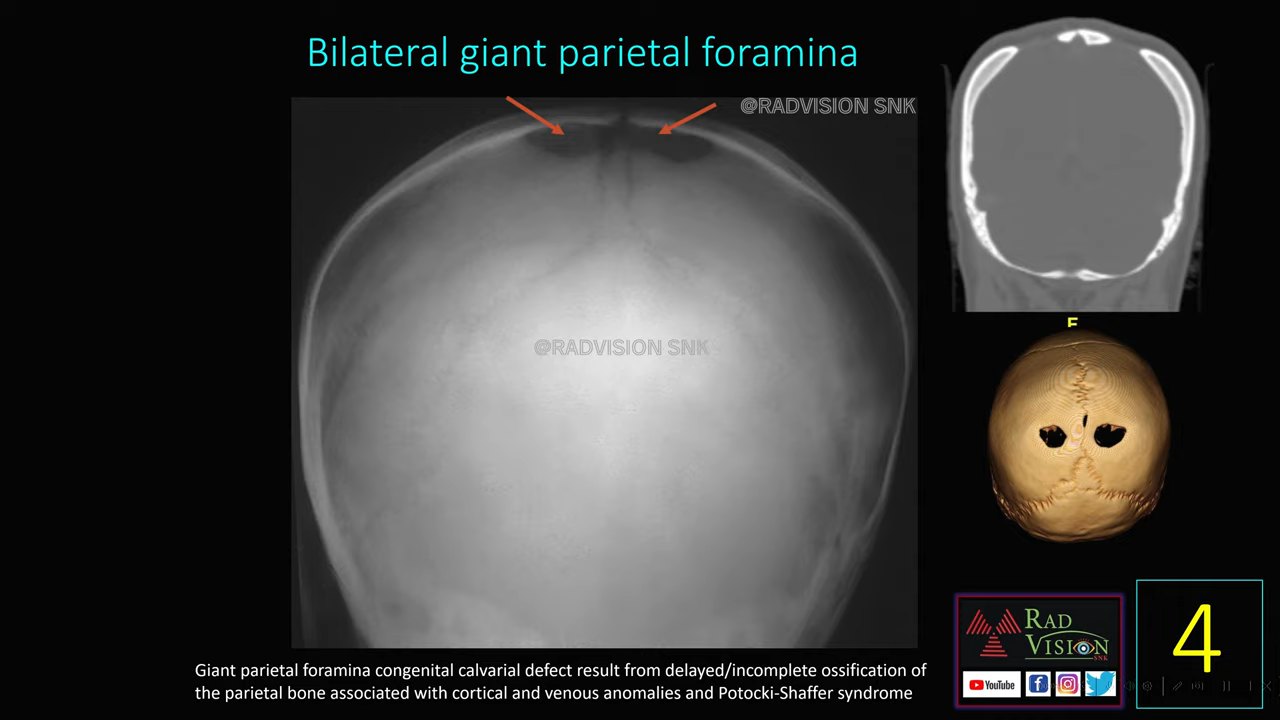 Bilateral giant parietal foramina
@RADVISION SNK
@RADVISION SNK
F
RAD
VISION
SNK
YouTube
4
Giant parietal foramina congenital calvarial defect result from delayed/incomplete ossification of
the parietal bone associated with cortical and venous anomalies and Potocki-Shaffer syndrome